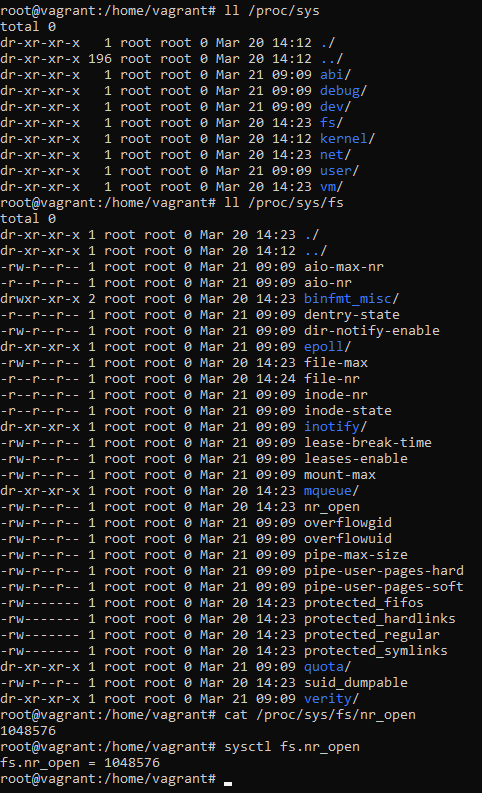 root@vagrant:/home/vagrant# ll /proc/sys
total 0
dr-xr-xr-x   1 root root 0 Mar 20 14:12 ./
dr-xr-xr-x 196 root root 0 Mar 20 14:12 ../
dr-xr-xr-x   1 root root 0 Mar 21 09:09 abi/
dr-xr-xr-x   1 root root 0 Mar 21 09:09 debug/
dr-xr-xr-x   1 root root 0 Mar 21 09:09 dev/
dr-xr-xr-x   1 root root 0 Mar 20 14:23 fs/
dr-xr-xr-x   1 root root 0 Mar 20 14:12 kernel/
dr-xr-xr-x   1 root root 0 Mar 20 14:23 net/
dr-xr-xr-x   1 root root 0 Mar 21 09:09 user/
dr-xr-xr-x   1 root root 0 Mar 20 14:23 vm/
root@vagrant:/home/vagrant# ll /proc/sys/fs
total 0
dr-xr-xr-x 1 root root 0 Mar 20 14:23 ./
dr-xr-xr-x 1 root root 0 Mar 20 14:12 ../
-rw-r--r-- 1 root root 0 Mar 21 09:09 aio-max-nr
-r--r--r-- 1 root root 0 Mar 21 09:09 aio-nr
drwxr-xr-x 2 root root 0 Mar 20 14:23 binfmt_misc/
-r--r--r-- 1 root root 0 Mar 21 09:09 dentry-state
-rw-r--r-- 1 root root 0 Mar 21 09:09 dir-notify-enable
dr-xr-xr-x 1 root root 0 Mar 21 09:09 epoll/
-rw-r--r-- 1 root root 0 Mar 20 14:23 file-max
-r--r--r-- 1 root root 0 Mar 20 14:24 file-nr
-r--r--r-- 1 root root 0 Mar 21 09:09 inode-nr
-r--r--r-- 1 root root 0 Mar 21 09:09 inode-state
dr-xr-xr-x 1 root root 0 Mar 21 09:09 inotify/
-rw-r--r-- 1 root root 0 Mar 21 09:09 lease-break-time
-rw-r--r-- 1 root root 0 Mar 21 09:09 leases-enable
-rw-r--r-- 1 root root 0 Mar 21 09:09 mount-max
dr-xr-xr-x 1 root root 0 Mar 20 14:23 mqueue/
-rw-r--r-- 1 root root 0 Mar 20 14:23 nr_open
-rw-r--r-- 1 root root 0 Mar 21 09:09 overflowgid
-rw-r--r-- 1 root root 0 Mar 21 09:09 overflowuid
-rw-r--r-- 1 root root 0 Mar 21 09:09 pipe-max-size
-rw-r--r-- 1 root root 0 Mar 21 09:09 pipe-user-pages-hard
-rw-r--r-- 1 root root 0 Mar 21 09:09 pipe-user-pages-soft
-rw------- 1 root root 0 Mar 20 14:23 protected_fifos
-rw------- 1 root root 0 Mar 20 14:23 protected_hardlinks
-rw------- 1 root root 0 Mar 20 14:23 protected_regular
-rw------- 1 root root 0 Mar 20 14:23 protected_symlinks
dr-xr-xr-x 1 root root 0 Mar 21 09:09 quota/
-rw-r--r-- 1 root root 0 Mar 20 14:23 suid_dumpable
dr-xr-xr-x 1 root root 0 Mar 21 09:09 verity/
root@vagrant:/home/vagrant# cat /proc/sys/fs/nr_open
1048576
root@vagrant:/home/vagrant# sysctl fs.nr_open
fs.nr_open = 1048576
root@vagrant:/home/vagrant#